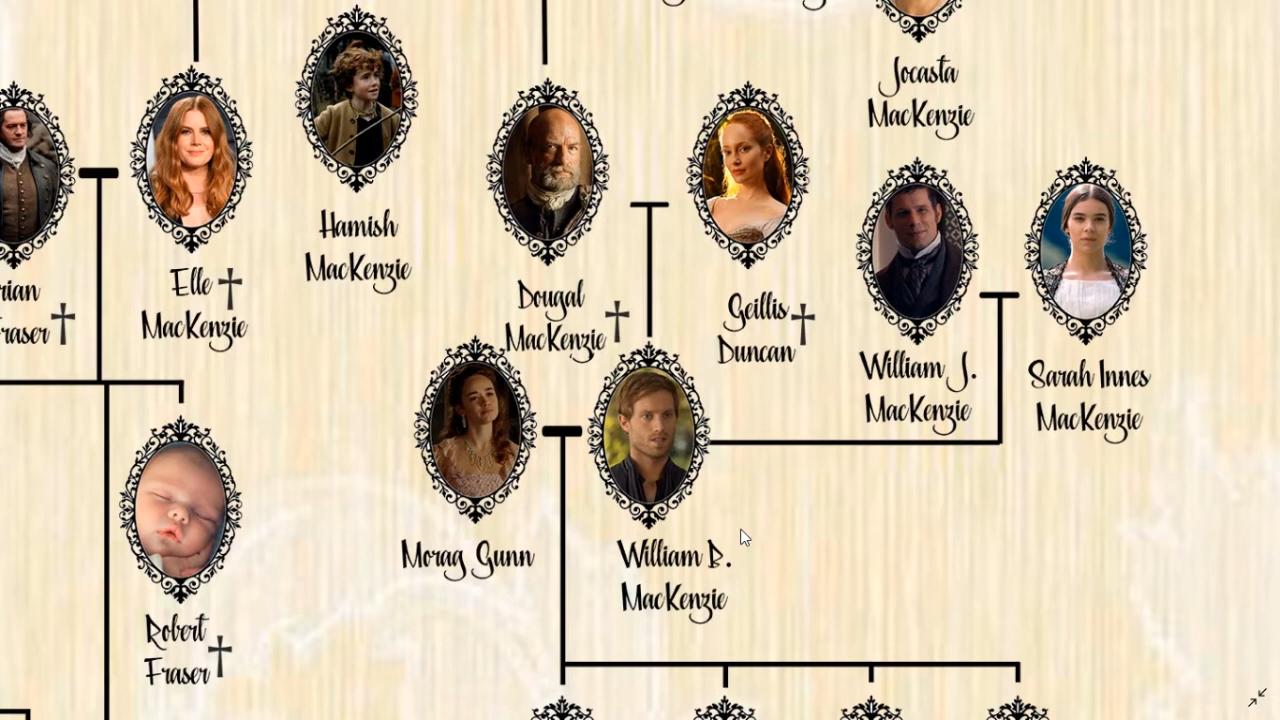 Jocasta
MacKenzie
Hamish
MacKenzie
Elle
MacKenzie
Dougal
MacKenzie
Geillis
Duncan
William J.
MacKenzie
Sarah Innes
MacKenzie
Morag Gunn
William B.
MacKenzie
Robert
Fraser